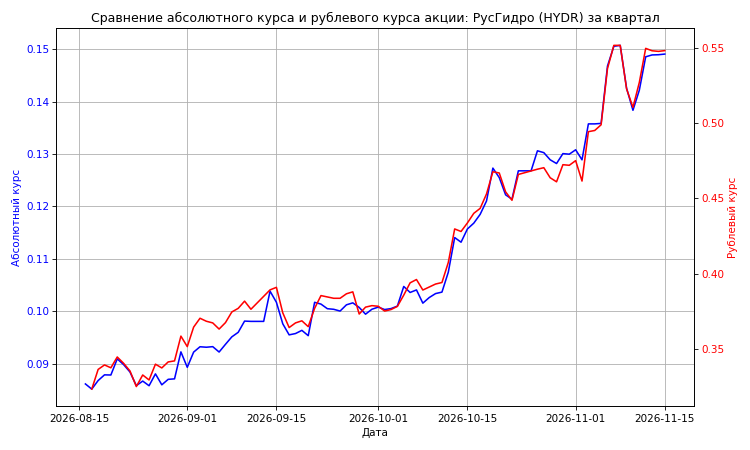 Сравнение абсолютного курса и рублевого курса акции: РусГидро (HYDR) за квартал
Абсолютный курс
0.15
0.14
0.13
0.12
0.11
0.10
0.09
0.55
0.50
0.45
0.40
0.35
Рублевый курс
2026-08-15 2026-09-01 2026-09-15 2026-10-01 2026-10-15 2026-11-01 2026-11-15
Дата